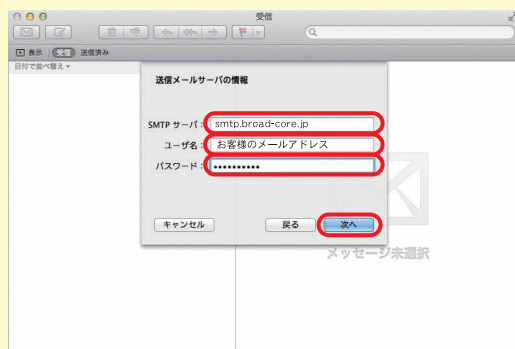 受信
表示 受信 送信済み
日付で並べ替え
送信メールサーバの情報
SMTP サーバ: smtp.broad-core.jp
ユーザ名: お客様のメールアドレス
パスワード: ••••••••••
キャンセル 戻る 次へ
メッセージ未選択